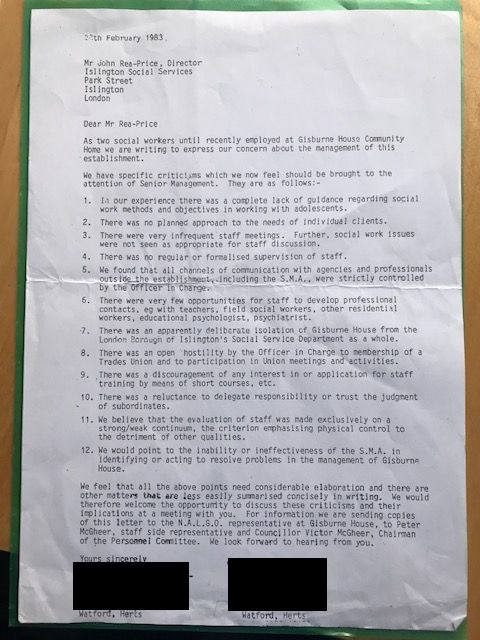 24th February 1983.
Mr John Rea-Price, Director
Islington Social Services
Park Street
Islington
London
Dear Mr Rea-Price
As two social workers until recently employed at Gisburne House Community
Home we are writing to express our concern about the management of this
establishment.
We have specific criticisms which we now feel should be brought to the
attention of Senior Management. They are as follows:-
1. In our experience there was a complete lack of guidance regarding social
work methods and objectives in working with adolescents.
2. There was no planned approach to the needs of individual clients.
3. There were very infrequent staff meetings. Further, social work issues
were not seen as appropriate for staff discussion.
4. There was no regular or formalised supervision of staff.
5. We found that all channels of communication with agencies and professionals
outside the establishment, including the S.M.A., were strictly controlled
by the Officer in Charge.
6. There were very few opportunities for staff to develop professional
contacts, eg with teachers, field social workers, other residential
workers, educational psychologist, psychiatrist.
7. There was an apparently deliberate isolation of Gisburne House from the
London Borough of Islington's Social Service Department as a whole.
8. There was an open hostility by the Officer in Charge to membership of a
Trades Union and to participation in Union meetings and activities.
9. There was a discouragement of any interest in or application for staff
training by means of short courses, etc.
10. There was a reluctance to delegate responsibility or trust the judgment
of subordinates.
11. We believe that the evaluation of staff was made exclusively on a
strong/weak continuum, the criterion emphasising physical control to
the detriment of other qualities.
12. We would point to the inability or ineffectiveness of the S.M.A. in
identifying or acting to resolve problems in the management of Gisburne
House.
We feel that all the above points need considerable elaboration and there are
other matters that are less easily summarised concisely in writing. We would
therefore welcome the opportunity to discuss these criticisms and their
implications at a meeting with you. For information we are sending copies
of this letter to the N.A.L.G.O. representative at Gisburne House, to Peter
McGheer, staff side representative and Councillor Victor McGheer, Chairman
of the Personnel Committee. We look forward to hearing from you.
Yours sincerely
Watford, Herts Watford, Herts